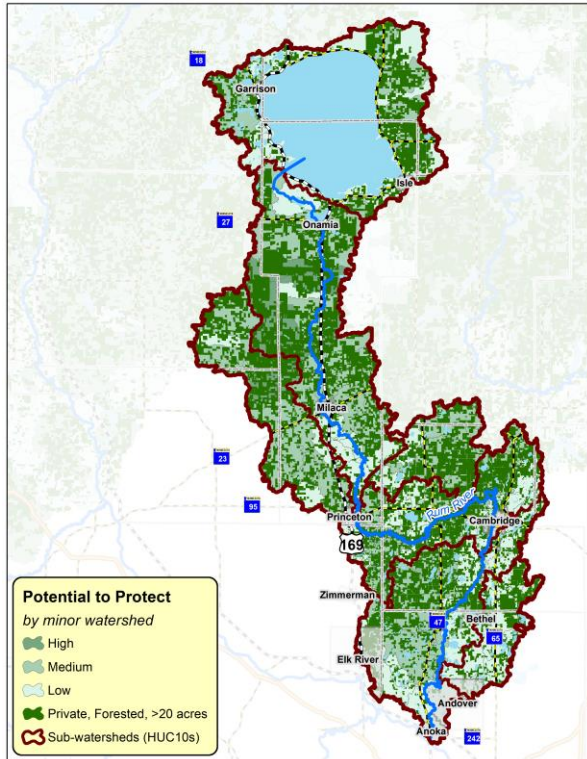 18
Garrison
Isle
27
Onamia
Milaca
23
95
Rum River
Princeton
Cambridge
169
Zimmerman
47
Bethel
65
Elk River
Andover
Anoka
242
Potential to Protect
by minor watershed
High
Medium
Low
Private, Forested, >20 acres
Sub-watersheds (HUC10s)